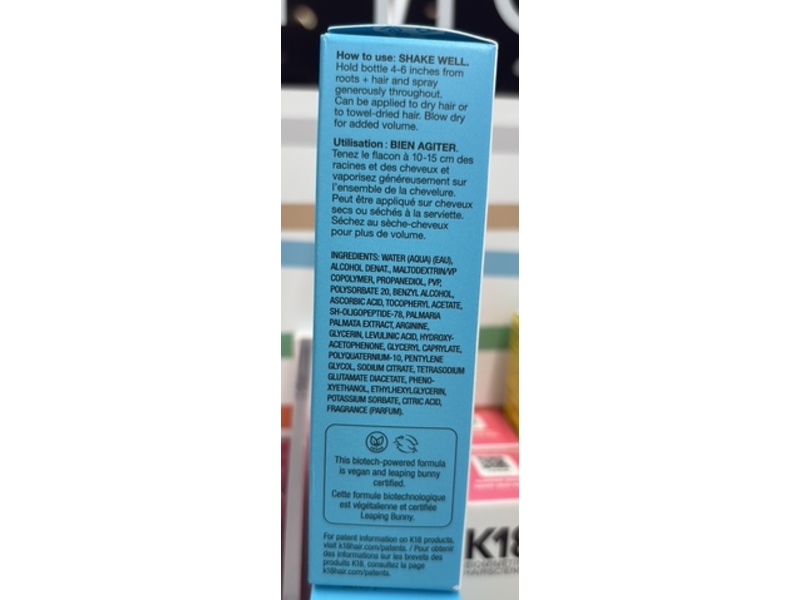 How to use: SHAKE WELL.
Hold bottle 4-6 inches from
roots + hair and spray
generously throughout.
Can be applied to dry hair or
to towel-dried hair. Blow dry
for added volume.
Utilisation : BIEN AGITER.
Tenez le flacon à 10-15 cm des
racines et des cheveux et
vaporisez généreusement sur
l'ensemble de la chevelure.
Peut être appliqué sur cheveux
secs ou séchés à la serviette.
Séchez au sèche-cheveux
pour plus de volume.
INGREDIENTS: WATER (AQUA) (EAU),
ALCOHOL DENAT., MALTODEXTRIN/VP
COPOLYMER, PROPANEDIOL, PVP,
POLYSORBATE 20, BENZYL ALCOHOL,
ASCORBIC ACID, TOCOPHERYL ACETATE,
SH-OLIGOPEPTIDE-78, PALMARIA
PALMATA EXTRACT, ARGININE,
GLYCERIN, LEVULINIC ACID, HYDROXY-
ACETOPHENONE, GLYCERYL CAPRYLATE,
POLYQUATERNIUM-10, PENTYLENE
GLYCOL, SODIUM CITRATE, TETRASODIUM
GLUTAMATE DIACETATE, PHENO-
XYETHANOL, ETHYLHEXYLGLYCERIN,
POTASSIUM SORBATE, CITRIC ACID,
FRAGRANCE (PARFUM).
This biotech-powered formula
is vegan and leaping bunny
certified.
Cette formule biotechnologique
est végétalienne et certifiée
Leaping Bunny.
For patent information on K18 products,
visit k18hair.com/patents. / Pour obtenir
des informations sur les brevets des
produits K18, consultez la page
k18hair.com/patents.
K18